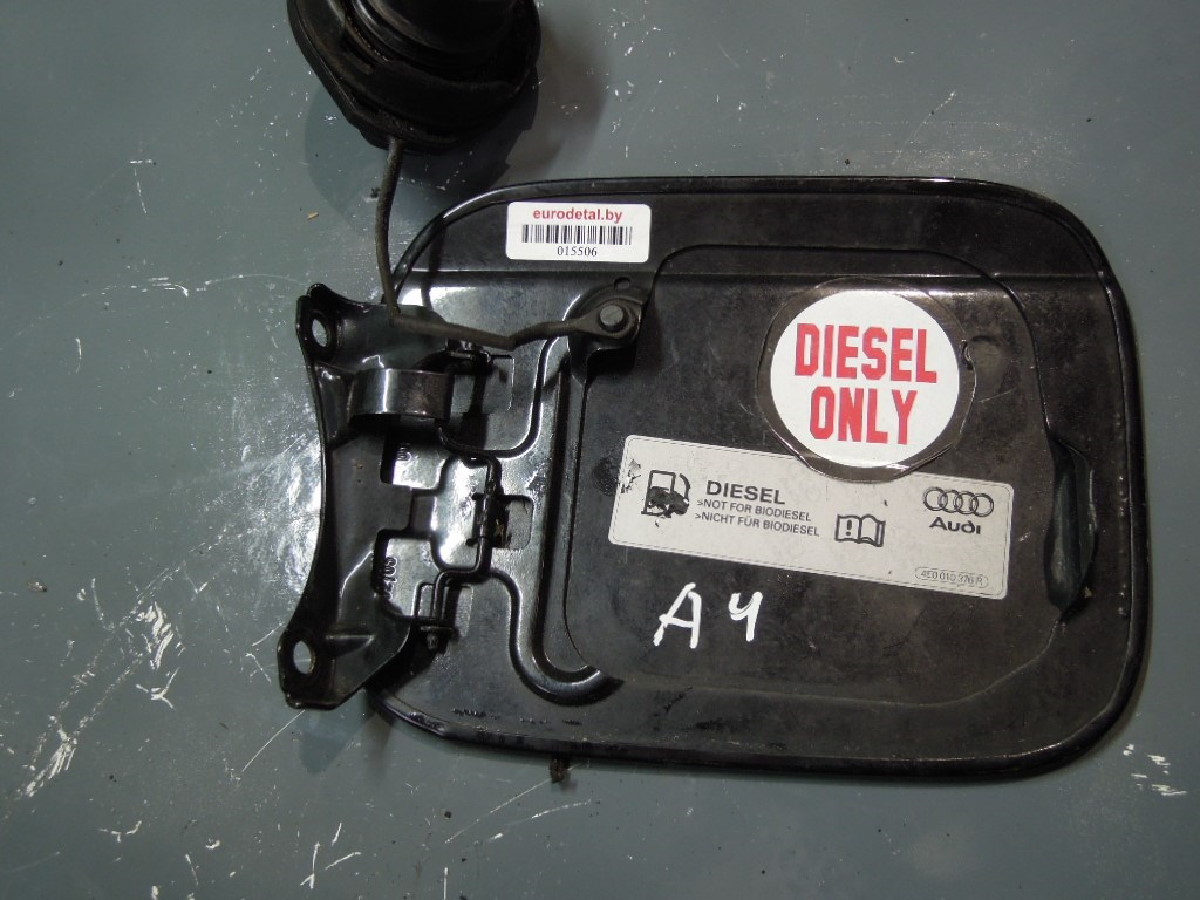 eurodetal.by
015506
DIESEL
ONLY
DIESEL
>NOT FOR BIODIESEL
>NICHT FÜR BIODIESEL
Audi
A4